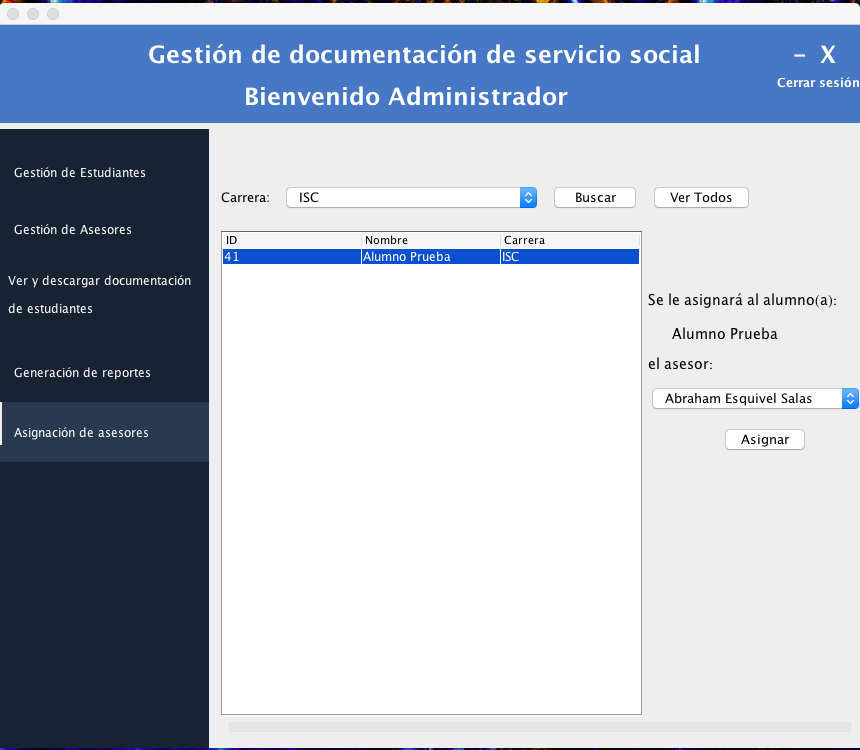 Gestión de documentación de servicio social
Bienvenido Administrador
– X
Cerrar sesión
Gestión de Estudiantes
Gestión de Asesores
Ver y descargar documentación
de estudiantes
Generación de reportes
Asignación de asesores
Carrera: ISC Buscar Ver Todos
ID Nombre Carrera
41 Alumno Prueba ISC
Se le asignará al alumno(a):
Alumno Prueba
el asesor:
Abraham Esquivel Salas
Asignar